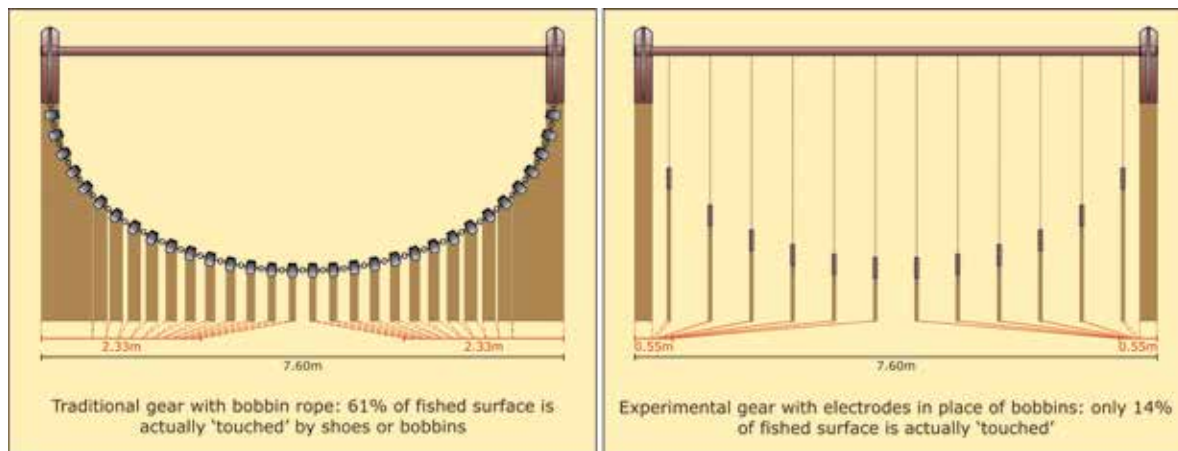 2.33m
2.33m
7.60m
Traditional gear with bobbin rope: 61% of fished surface is
actually ‘touched’ by shoes or bobbins
0.55m
0.55m
7.60m
Experimental gear with electrodes in place of bobbins: only 14%
of fished surface is actually ‘touched’